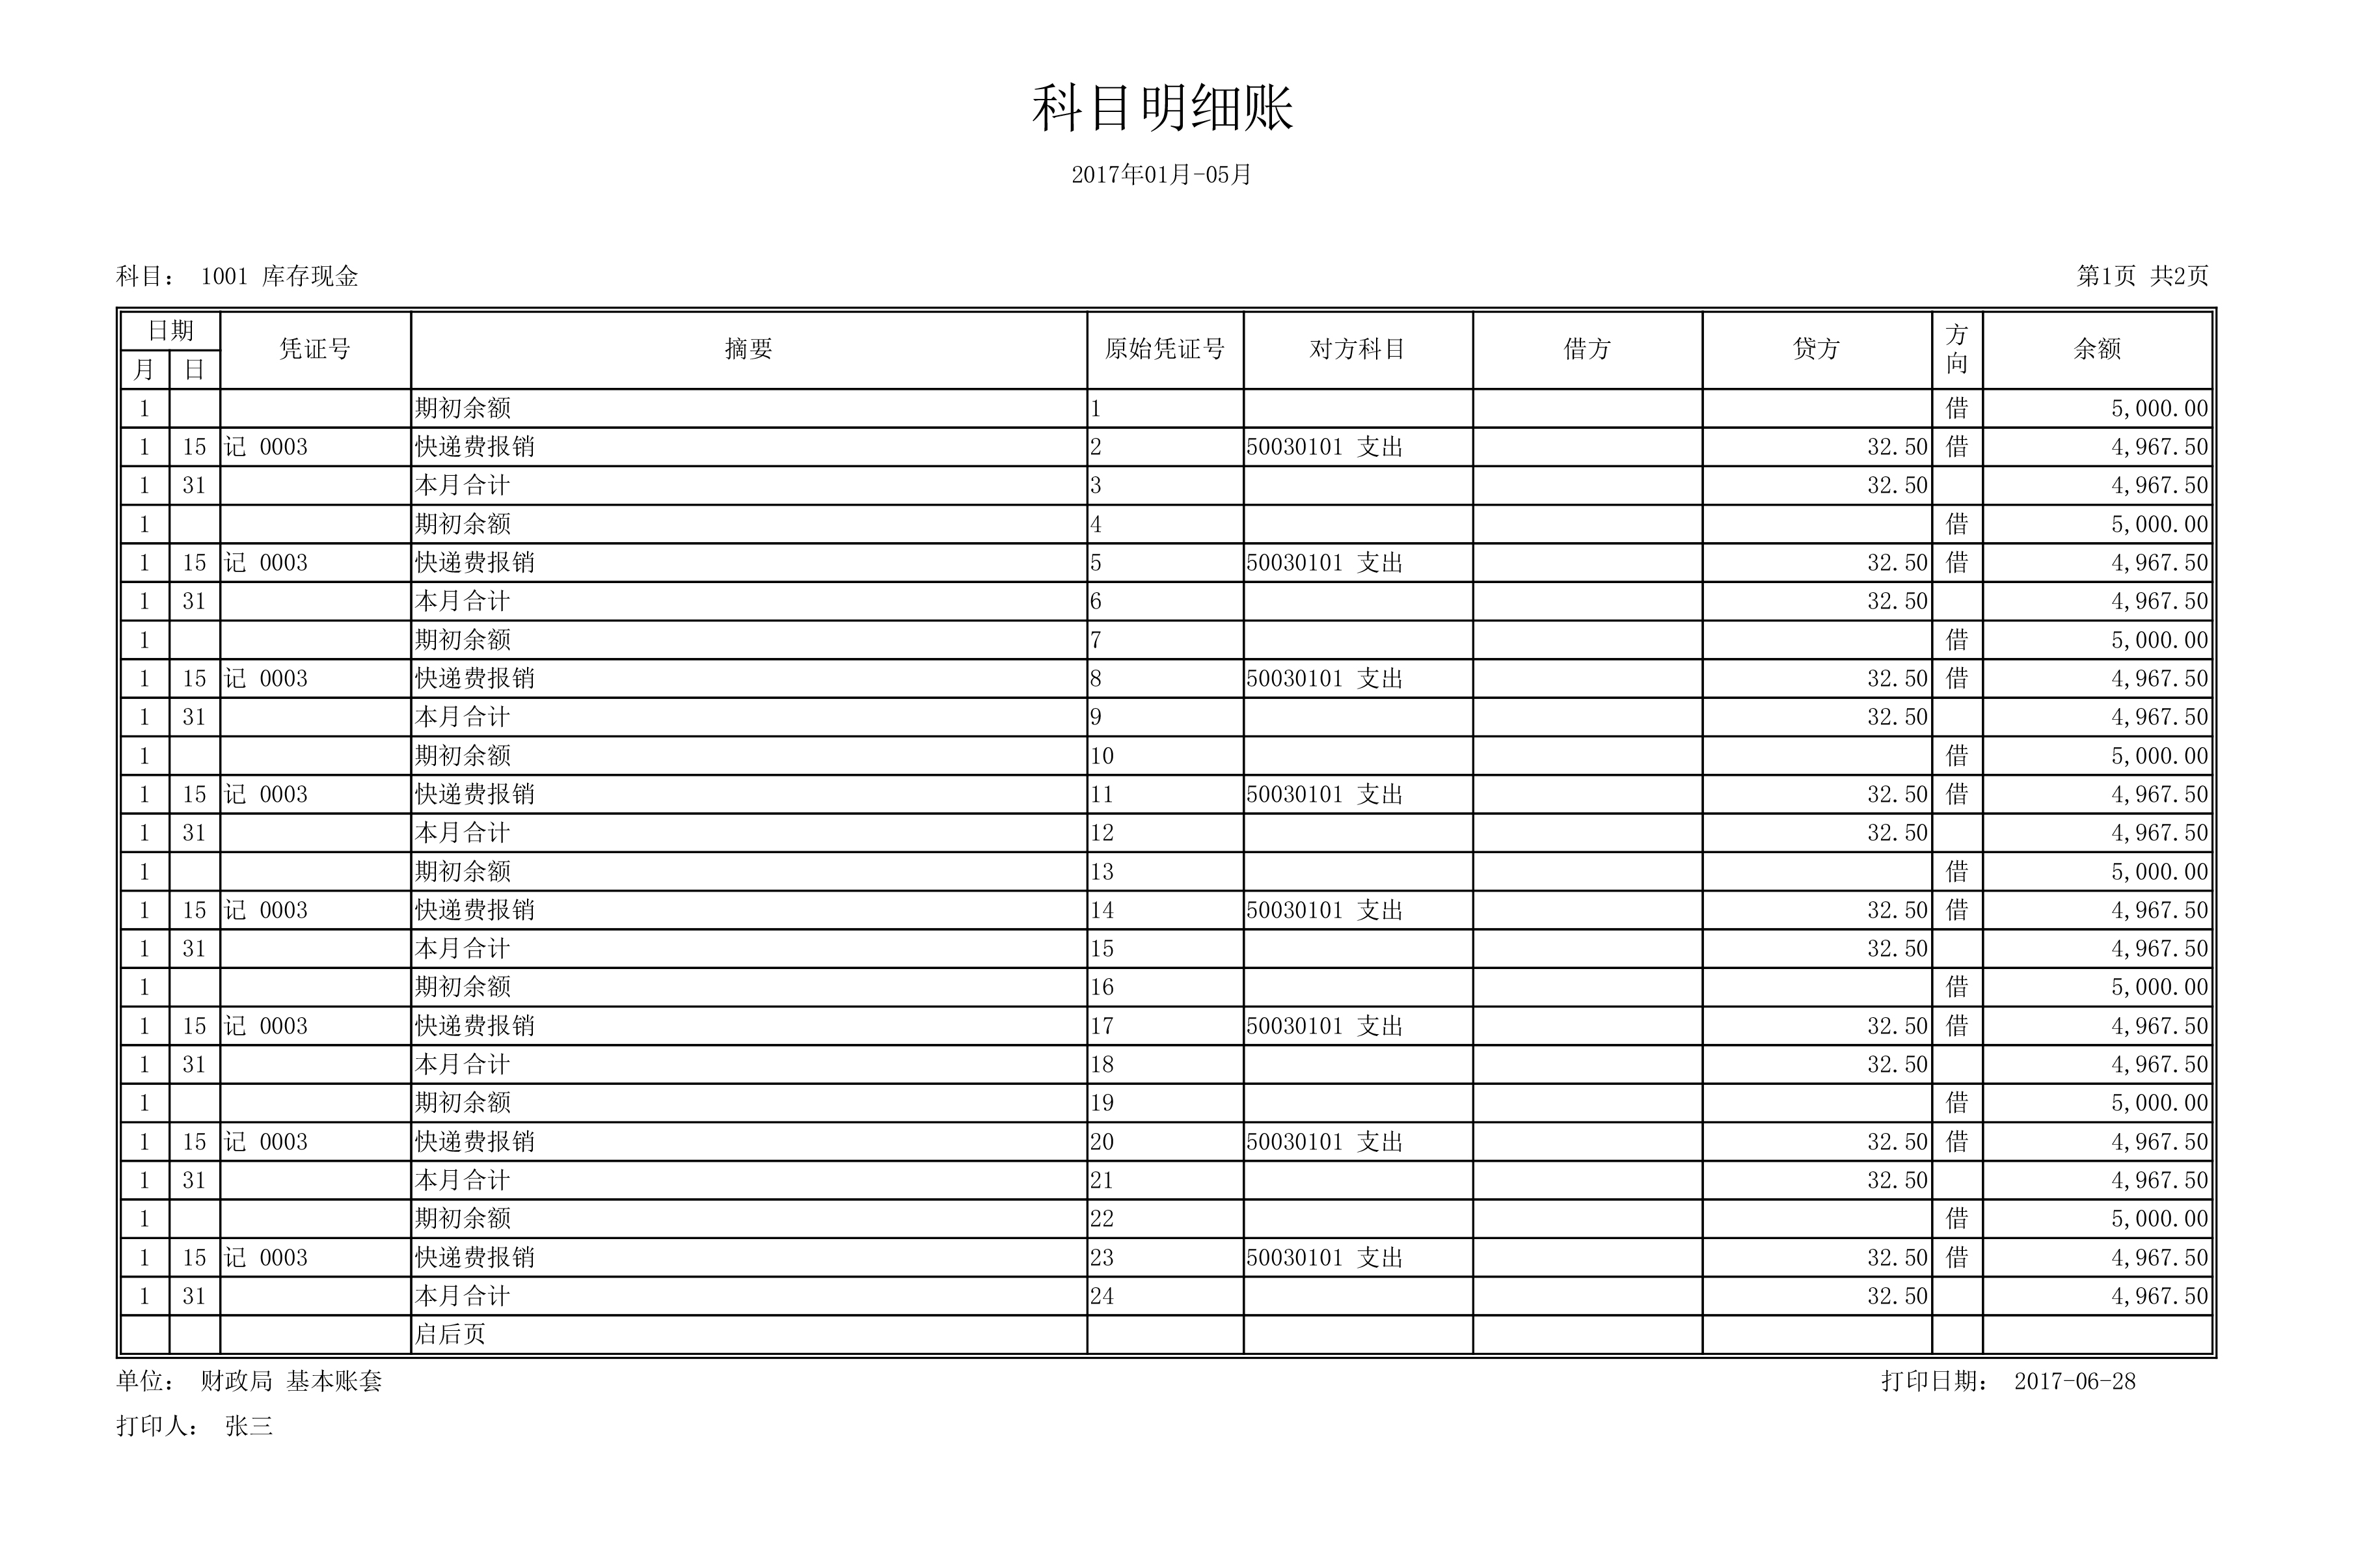 科目明细账
2017年01月-05月
科目： 1001 库存现金 第1页 共2页
日期 凭证号 摘要 原始凭证号 对方科目 借方 贷方 方向 余额
月 日
1 期初余额 1 借 5,000.00
1 15 记 0003 快递费报销 2 50030101 支出 32.50 借 4,967.50
1 31 本月合计 3 32.50 4,967.50
1 期初余额 4 借 5,000.00
1 15 记 0003 快递费报销 5 50030101 支出 32.50 借 4,967.50
1 31 本月合计 6 32.50 4,967.50
1 期初余额 7 借 5,000.00
1 15 记 0003 快递费报销 8 50030101 支出 32.50 借 4,967.50
1 31 本月合计 9 32.50 4,967.50
1 期初余额 10 借 5,000.00
1 15 记 0003 快递费报销 11 50030101 支出 32.50 借 4,967.50
1 31 本月合计 12 32.50 4,967.50
1 期初余额 13 借 5,000.00
1 15 记 0003 快递费报销 14 50030101 支出 32.50 借 4,967.50
1 31 本月合计 15 32.50 4,967.50
1 期初余额 16 借 5,000.00
1 15 记 0003 快递费报销 17 50030101 支出 32.50 借 4,967.50
1 31 本月合计 18 32.50 4,967.50
1 期初余额 19 借 5,000.00
1 15 记 0003 快递费报销 20 50030101 支出 32.50 借 4,967.50
1 31 本月合计 21 32.50 4,967.50
1 期初余额 22 借 5,000.00
1 15 记 0003 快递费报销 23 50030101 支出 32.50 借 4,967.50
1 31 本月合计 24 32.50 4,967.50
启后页
单位： 财政局 基本账套 打印日期： 2017-06-28
打印人： 张三